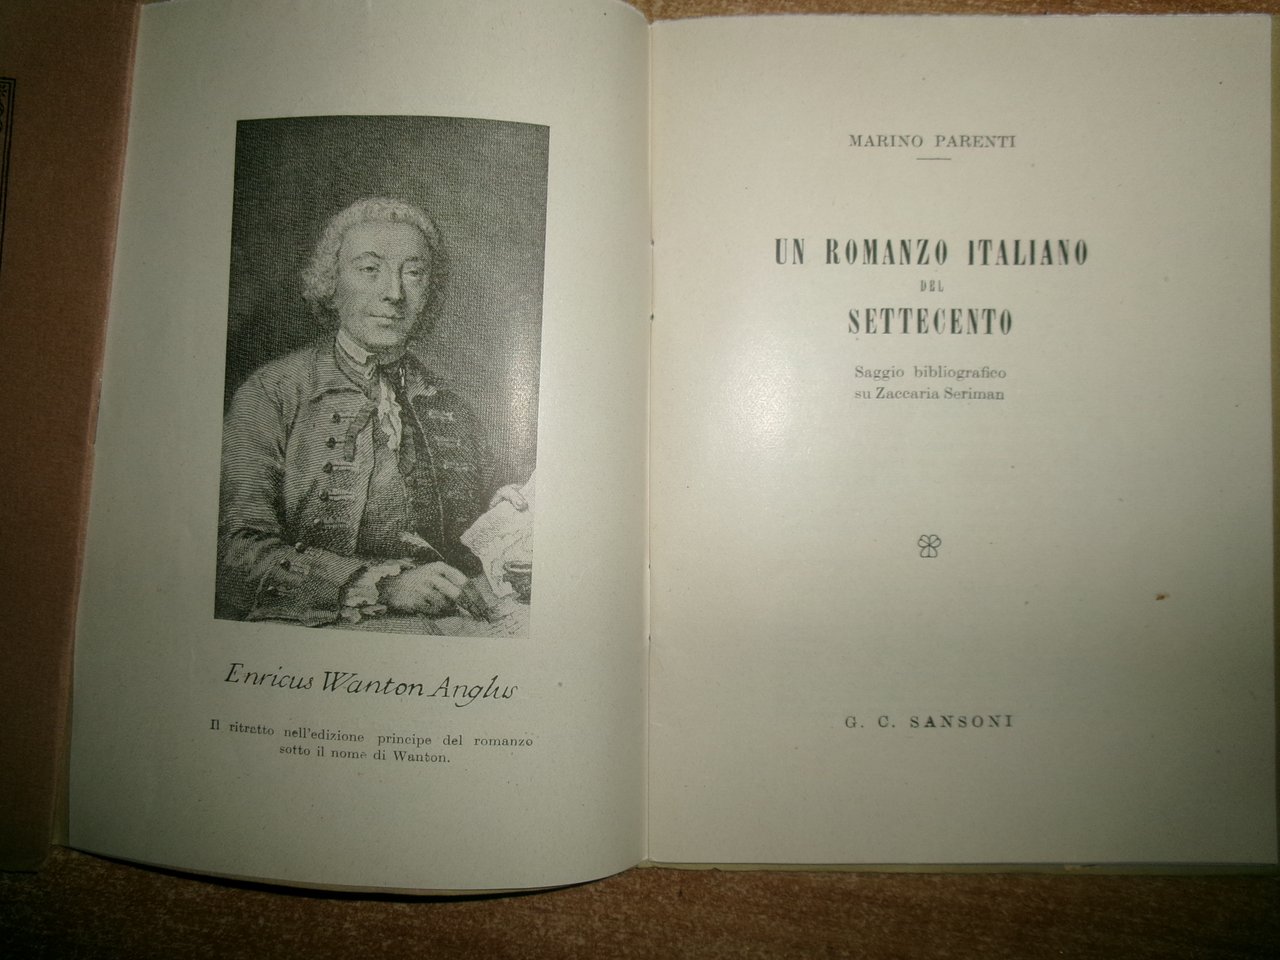 Enricus Wanton Anglus
Il ritratto nell'edizione principe del romanzo
sotto il nome di Wanton.
MARINO PARENTI
UN ROMANZO ITALIANO
DEL
SETTECENTO
Saggio bibliografico
su Zaccaria Seriman
G. C. SANSONI